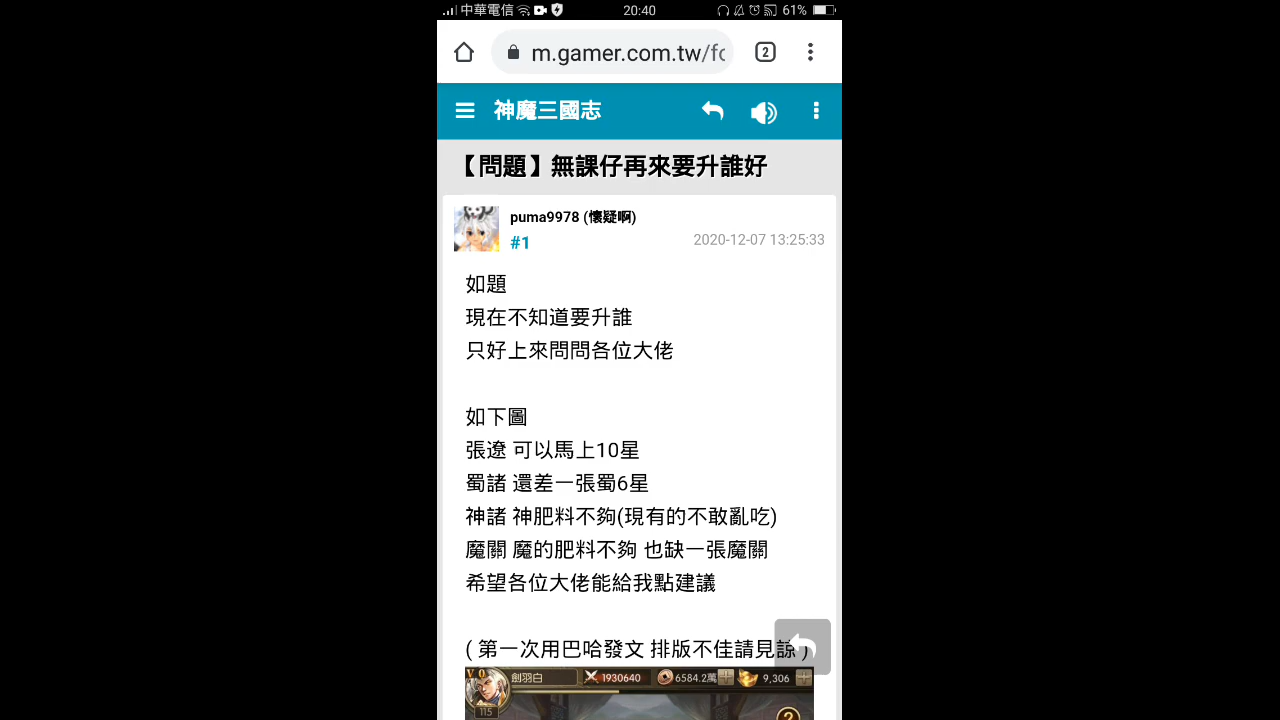 中華電信 20:40 61%
m.gamer.com.tw/fo 2
神魔三國志
【問題】無課仔再來要升誰好
puma9978 (懷疑啊)
#1 2020-12-07 13:25:33
如題
現在不知道要升誰
只好上來問問各位大佬
如下圖
張遼 可以馬上10星
蜀諸 還差一張蜀6星
神諸 神肥料不夠(現有的不敢亂吃)
魔關 魔的肥料不夠 也缺一張魔關
希望各位大佬能給我點建議
( 第一次用巴哈發文 排版不佳請見諒 )
V0 劍羽白 1930640 6584.2萬 9,306
115 ?